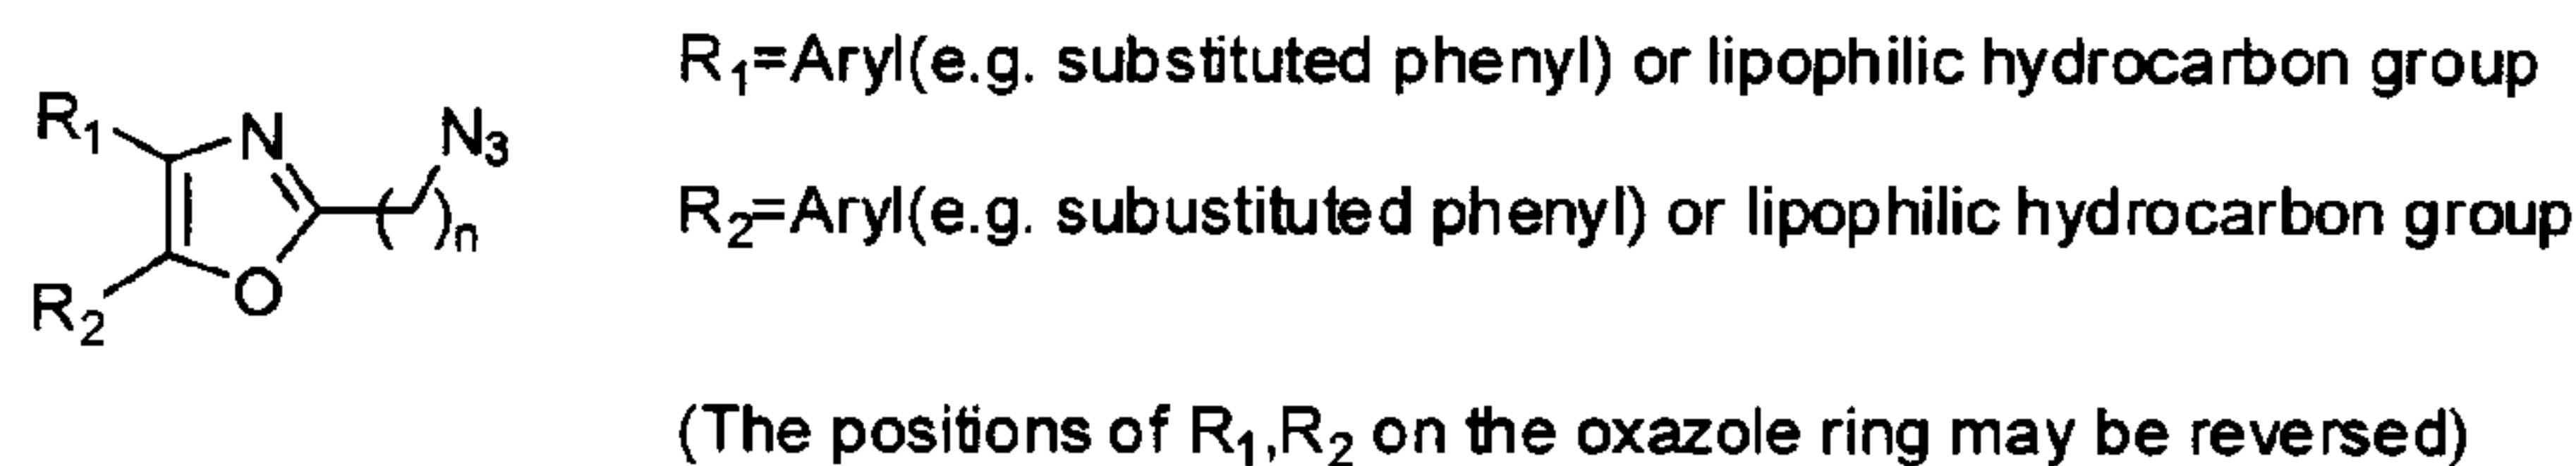 R1=Aryl(e.g. substituted phenyl) or lipophilic hydrocarbon group
R1 N N3
R2=Aryl(e.g. subustituted phenyl) or lipophilic hydrocarbon group
( )n
R2 O
(The positions of R1,R2 on the oxazole ring may be reversed)